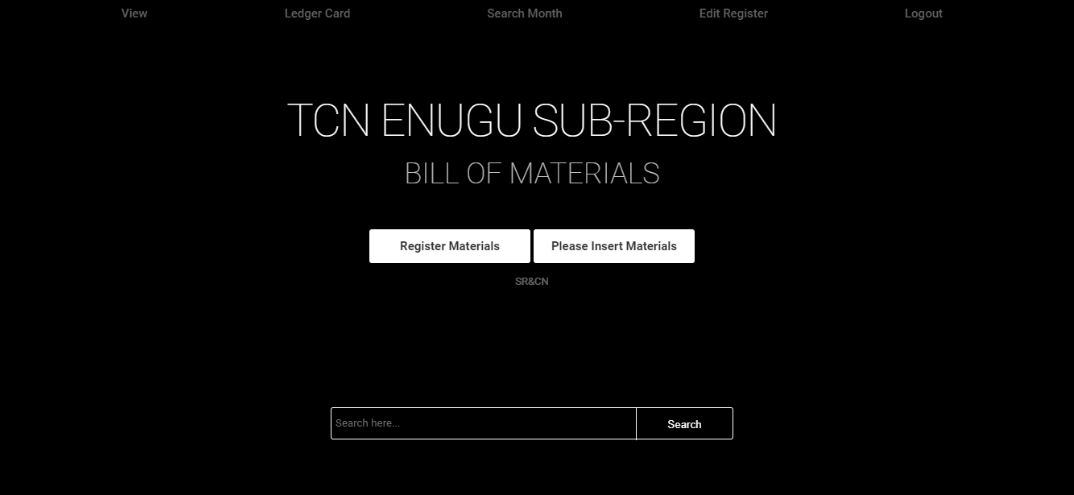 View Ledger Card Search Month Edit Register Logout
TCN ENUGU SUB-REGION
BILL OF MATERIALS
Register Materials Please Insert Materials
SR&CN
Search here... Search